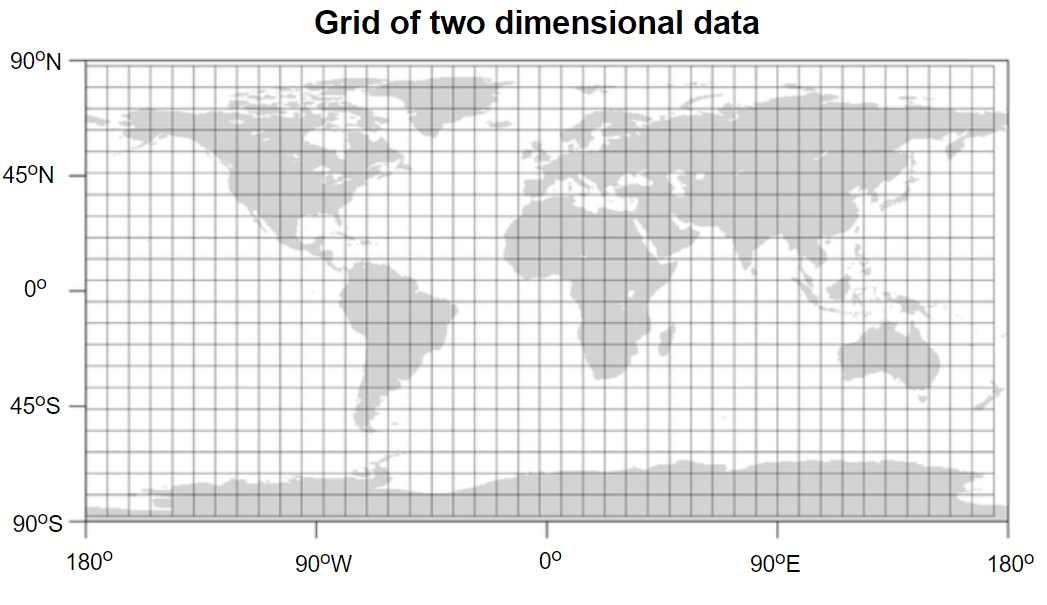 Grid of two dimensional data
90ºN
45ºN
0º
45ºS
90ºS
180º 90ºW 0º 90ºE 180º